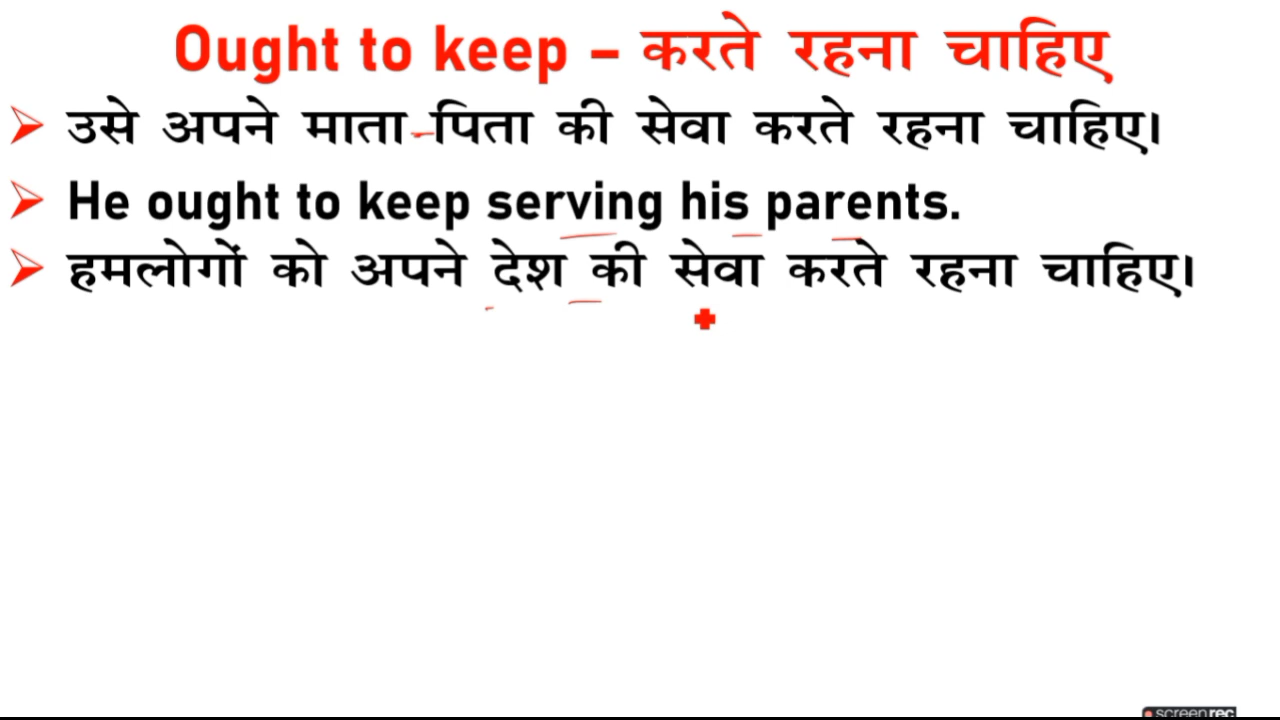 Ought to keep – करते रहना चाहिए
उसे अपने माता-पिता की सेवा करते रहना चाहिए।
He ought to keep serving his parents.
हमलोगों को अपने देश की सेवा करते रहना चाहिए।
screenrec